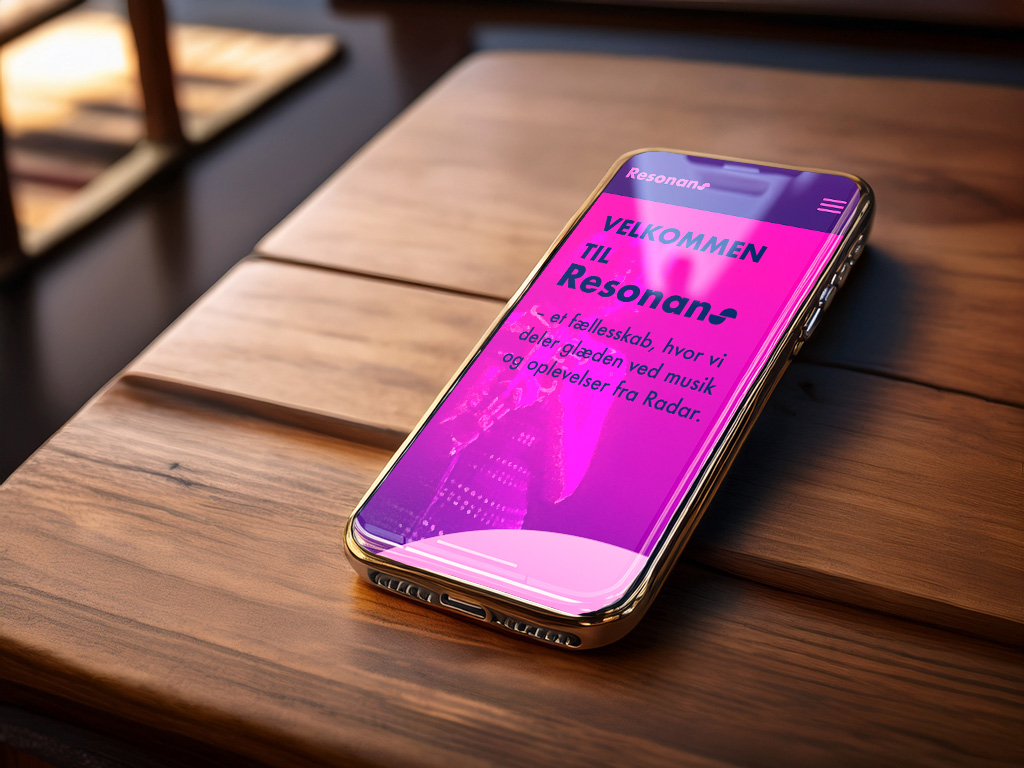 Resonans
VELKOMMEN
TIL
Resonans
– et fællesskab, hvor vi
deler glæden ved musik
og oplevelser fra Radar.